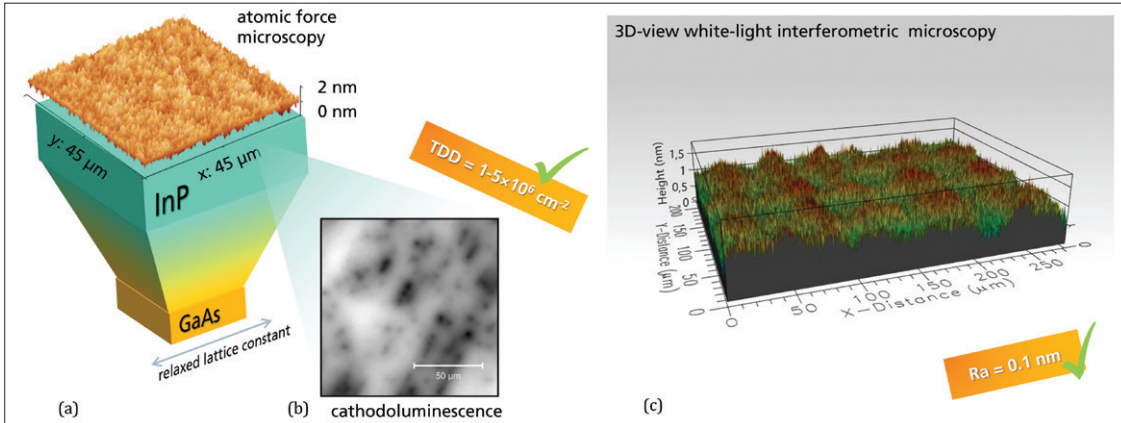 atomic force
microscopy
2 nm
0 nm
y: 45 µm
x: 45 µm
InP
GaAs
relaxed lattice constant
(a)
TDD = 1-5×10⁶ cm⁻²
50 µm
(b)
cathodoluminescence
3D-view white-light interferometric microscopy
Height (nm)
1,5
1
0,5
0
200
150
100
50
0
Y-Distance (µm)
0
50
100
150
200
250
0
X-Distance (µm)
Ra = 0.1 nm
(c)